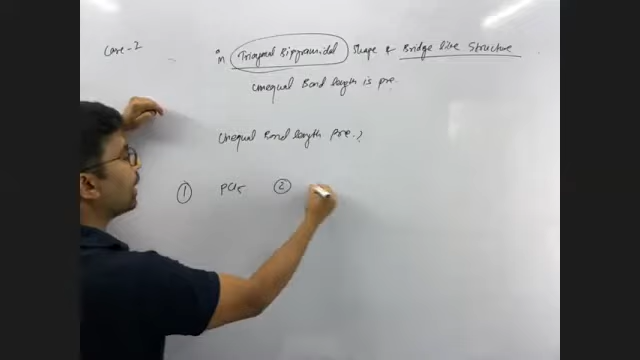 Case-2
in Trigonal Bipyramidal shape & Bridge like Structure
Unequal Bond length is pre.
Unequal Bond length pre.?
① PCl5 ②